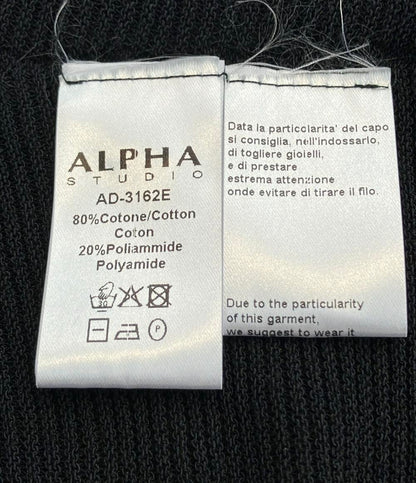 ALPHA
STUDIO
AD-3162E
80%Cotone/Cotton
Coton
20%Poliammide
Polyamide
30
P
Data la particolarita' del capo
si consiglia, nell'indossarlo,
di togliere gioielli,
e di prestare
estrema attenzione
onde evitare di tirare il filo.
Due to the particularity
of this garment,
we suggest to wear it